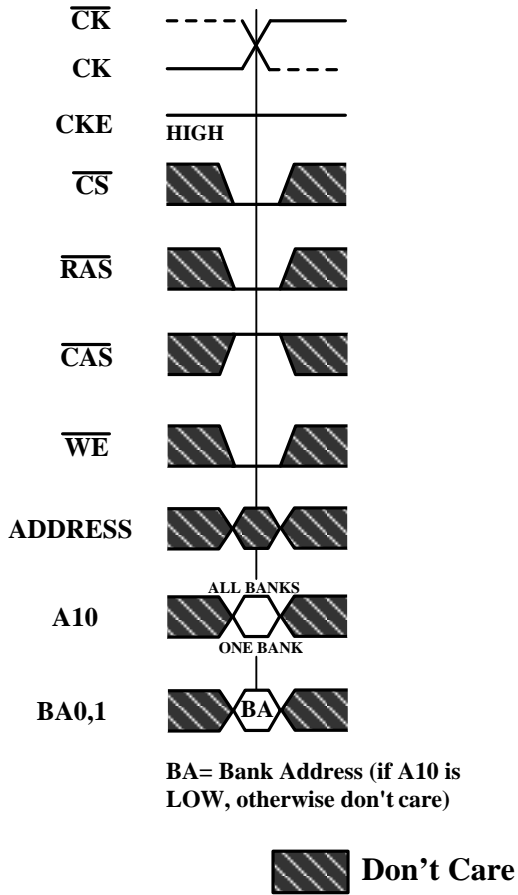 CK
CK
CKE
HIGH
CS
RAS
CAS
WE
ADDRESS
ALL BANKS
A10
ONE BANK
BA0,1
BA
BA= Bank Address (if A10 is
LOW, otherwise don't care)
Don't Care